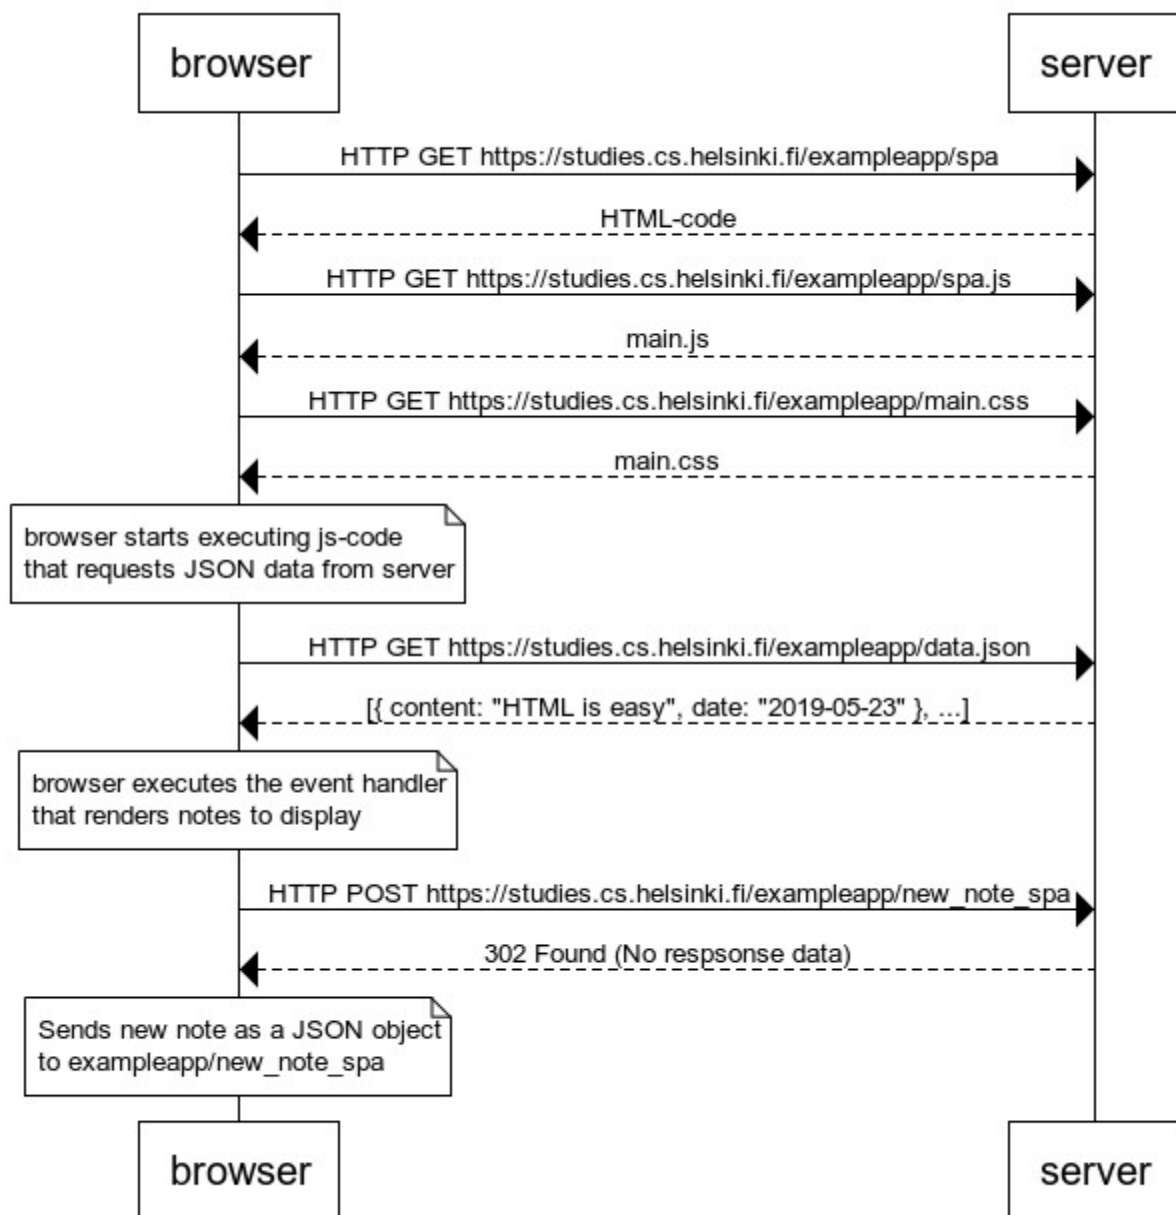 browser
server
HTTP GET https://studies.cs.helsinki.fi/exampleapp/spa
HTML-code
HTTP GET https://studies.cs.helsinki.fi/exampleapp/spa.js
main.js
HTTP GET https://studies.cs.helsinki.fi/exampleapp/main.css
main.css
browser starts executing js-code
that requests JSON data from server
HTTP GET https://studies.cs.helsinki.fi/exampleapp/data.json
[{ content: "HTML is easy", date: "2019-05-23" }, ...]
browser executes the event handler
that renders notes to display
HTTP POST https://studies.cs.helsinki.fi/exampleapp/new_note_spa
302 Found (No respsonse data)
Sends new note as a JSON object
to exampleapp/new_note_spa
browser
server